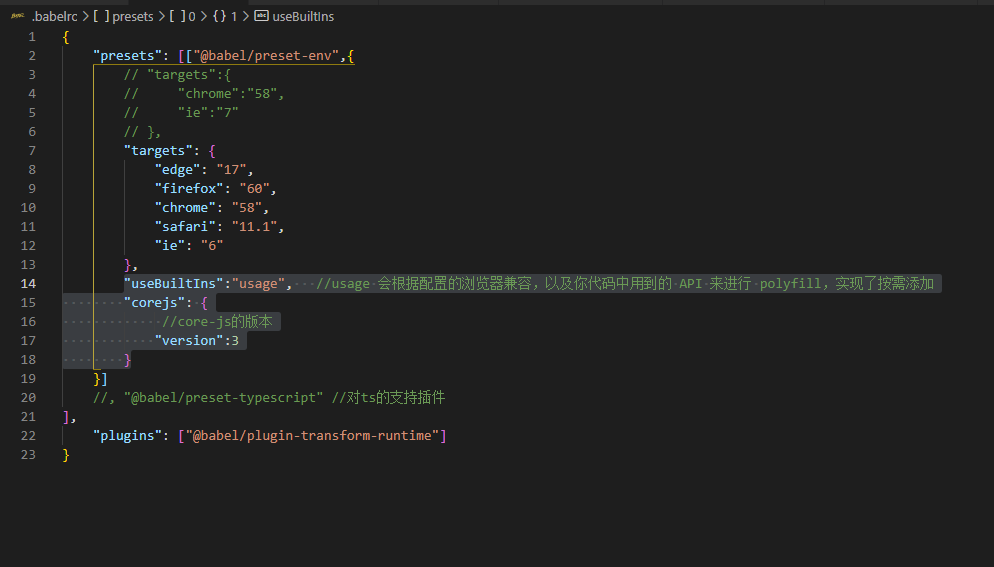 .babelrc > [ ] presets > [ ] 0 > {} 1 > abc useBuiltIns
1 {
2 "presets": [["@babel/preset-env",{
3 // "targets":{
4 //     "chrome":"58",
5 //     "ie":"7"
6 // },
7 "targets": {
8 "edge": "17",
9 "firefox": "60",
10 "chrome": "58",
11 "safari": "11.1",
12 "ie": "6"
13 },
14 "useBuiltIns":"usage",   //usage 会根据配置的浏览器兼容，以及你代码中用到的 API 来进行 polyfill，实现了按需添加
15 "corejs": {
16 //core-js的版本
17 "version":3
18 }
19 }]
20 //, "@babel/preset-typescript" //对ts的支持插件
21 ],
22 "plugins": ["@babel/plugin-transform-runtime"]
23 }